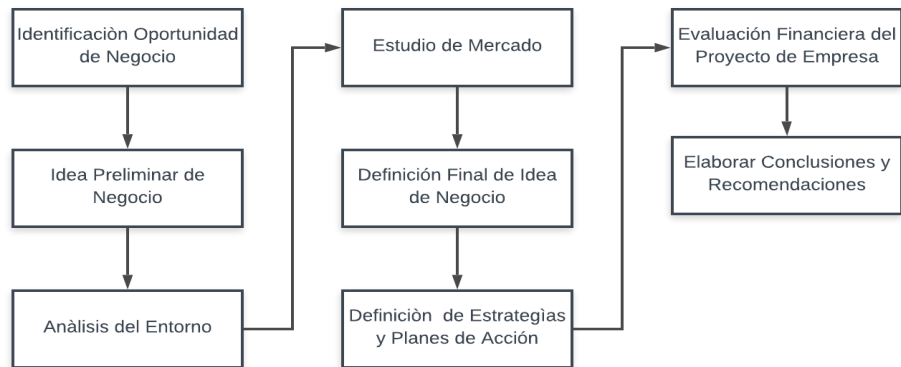 Identificaciòn Oportunidad
de Negocio
Idea Preliminar de
Negocio
Anàlisis del Entorno
Estudio de Mercado
Definición Final de Idea
de Negocio
Definiciòn  de Estrategìas
y Planes de Acción
Evaluación Financiera del
Proyecto de Empresa
Elaborar Conclusiones y
Recomendaciones